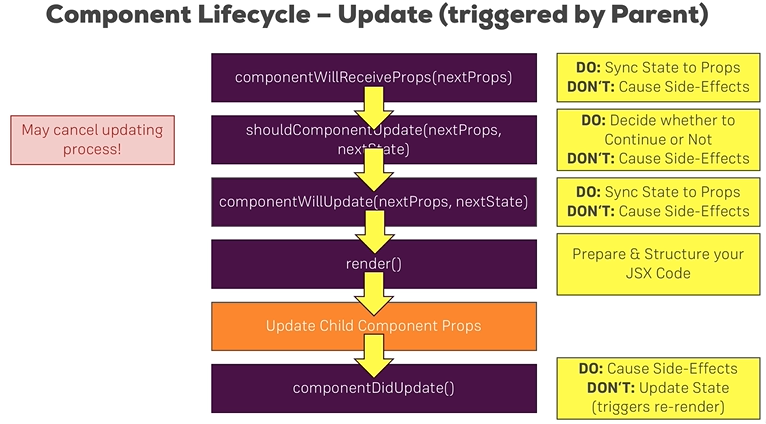 Component Lifecycle – Update (triggered by Parent)
componentWillReceiveProps(nextProps)
DO: Sync State to Props
DON'T: Cause Side-Effects
May cancel updating
process!
shouldComponentUpdate(nextProps,
nextState)
DO: Decide whether to
Continue or Not
DON'T: Cause Side-Effects
componentWillUpdate(nextProps, nextState)
DO: Sync State to Props
DON'T: Cause Side-Effects
render()
Prepare & Structure your
JSX Code
Update Child Component Props
componentDidUpdate()
DO: Cause Side-Effects
DON'T: Update State
(triggers re-render)